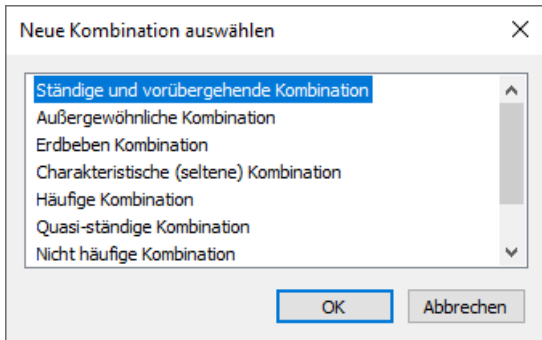 Neue Kombination auswählen
Ständige und vorübergehende Kombination
Außergewöhnliche Kombination
Erdbeben Kombination
Charakteristische (seltene) Kombination
Häufige Kombination
Quasi-ständige Kombination
Nicht häufige Kombination
OK Abbrechen